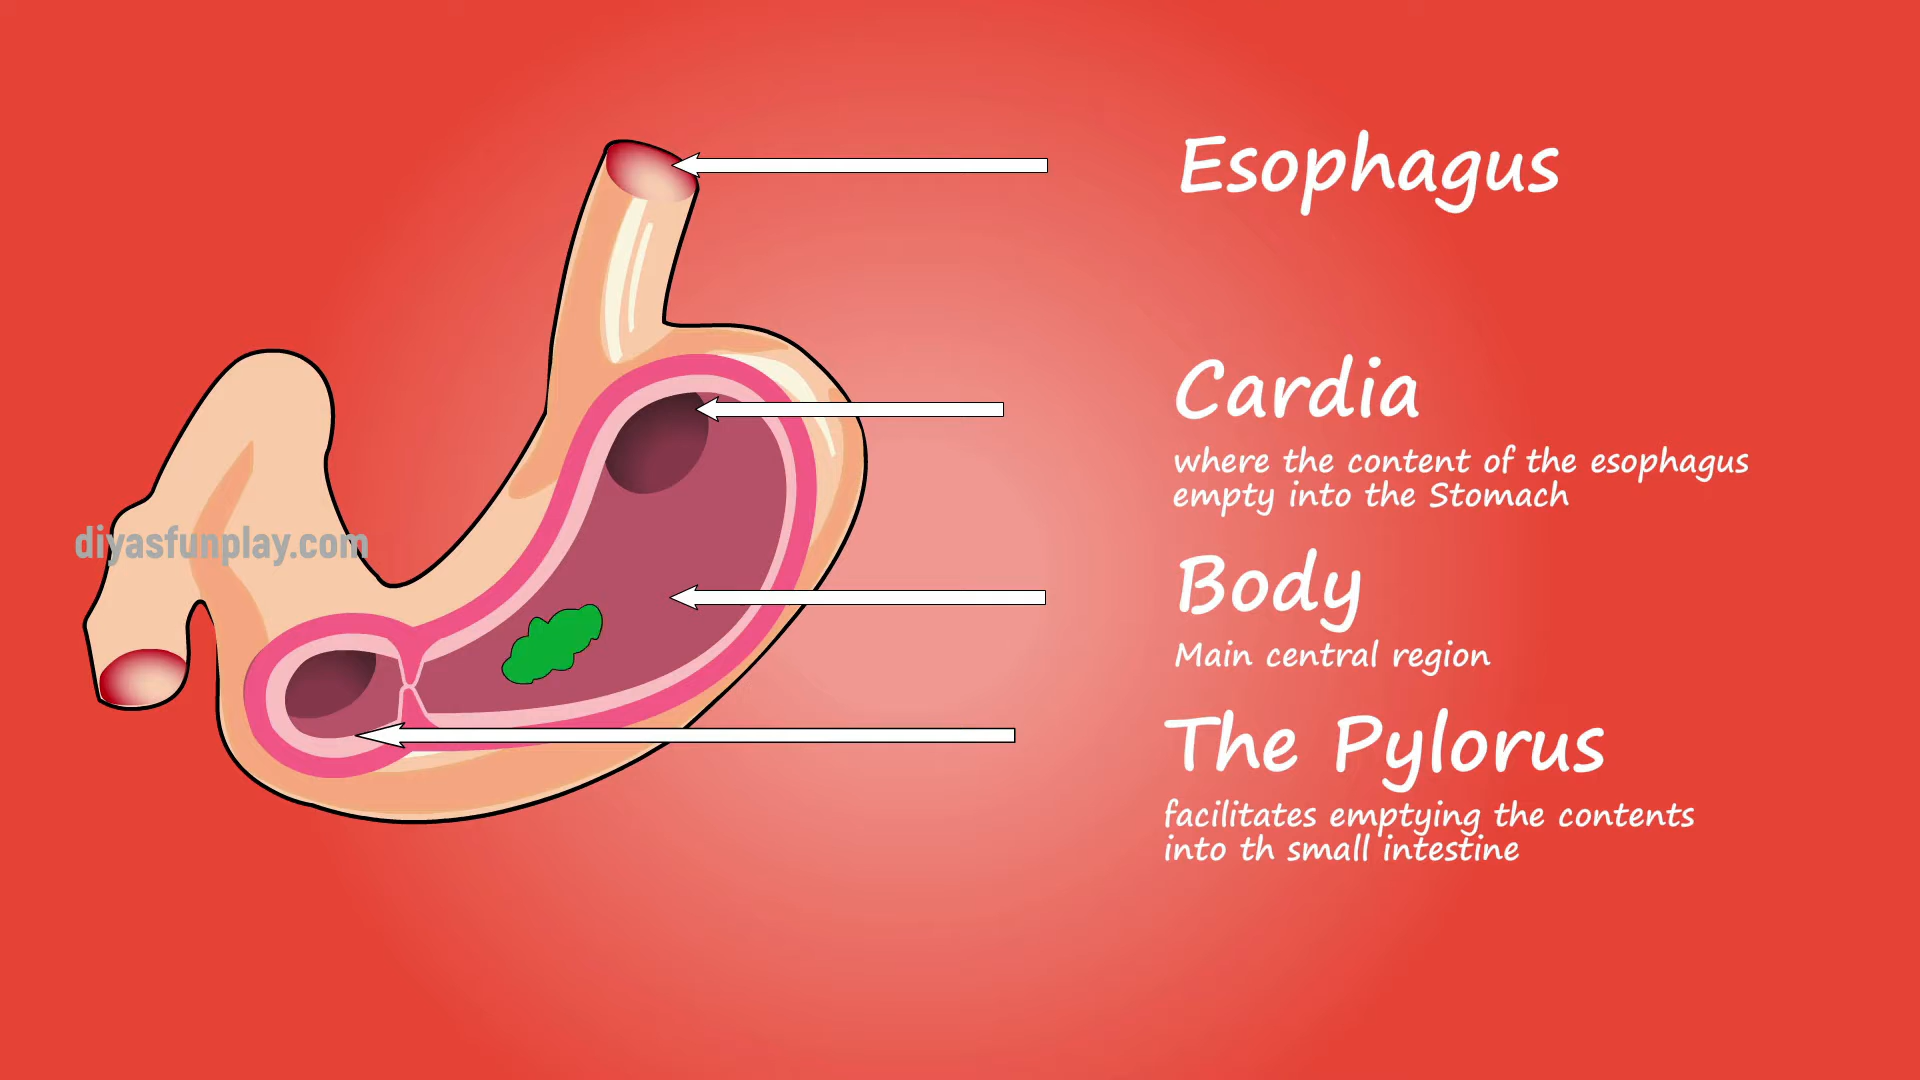 Esophagus
Cardia
where the content of the esophagus
empty into the Stomach
diyasfunplay.com
Body
Main central region
The Pylorus
facilitates emptying the contents
into th small intestine